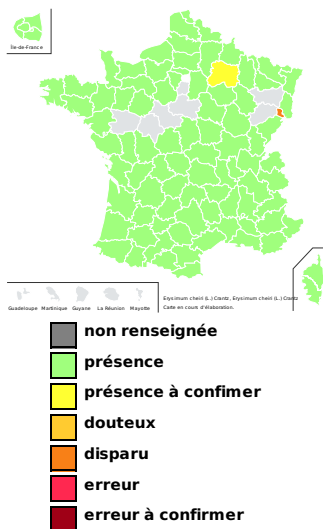 Île-de-France
Guadeloupe Martinique Guyane La Réunion Mayotte
Erysimum cheiri (L.) Crantz, Erysimum cheiri (L.) Crantz
Carte en cours d'élaboration.
non renseignée
présence
présence à confimer
douteux
disparu
erreur
erreur à confirmer